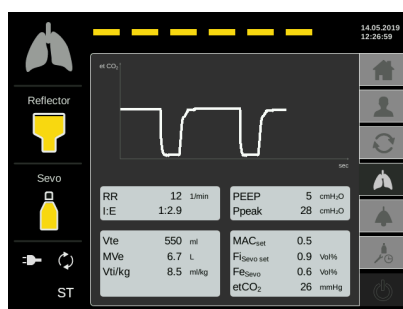 14.05.2019
12:26:59
et CO₂
sec
Reflector
Sevo
ST
RR 12 1/min
I:E 1:2.9
PEEP 5 cmH₂O
Ppeak 28 cmH₂O
Vte 550 ml
MVe 6.7 L
Vti/kg 8.5 ml/kg
MACset 0.5
FiSevo set 0.9 Vol%
FeSevo 0.6 Vol%
etCO₂ 26 mmHg